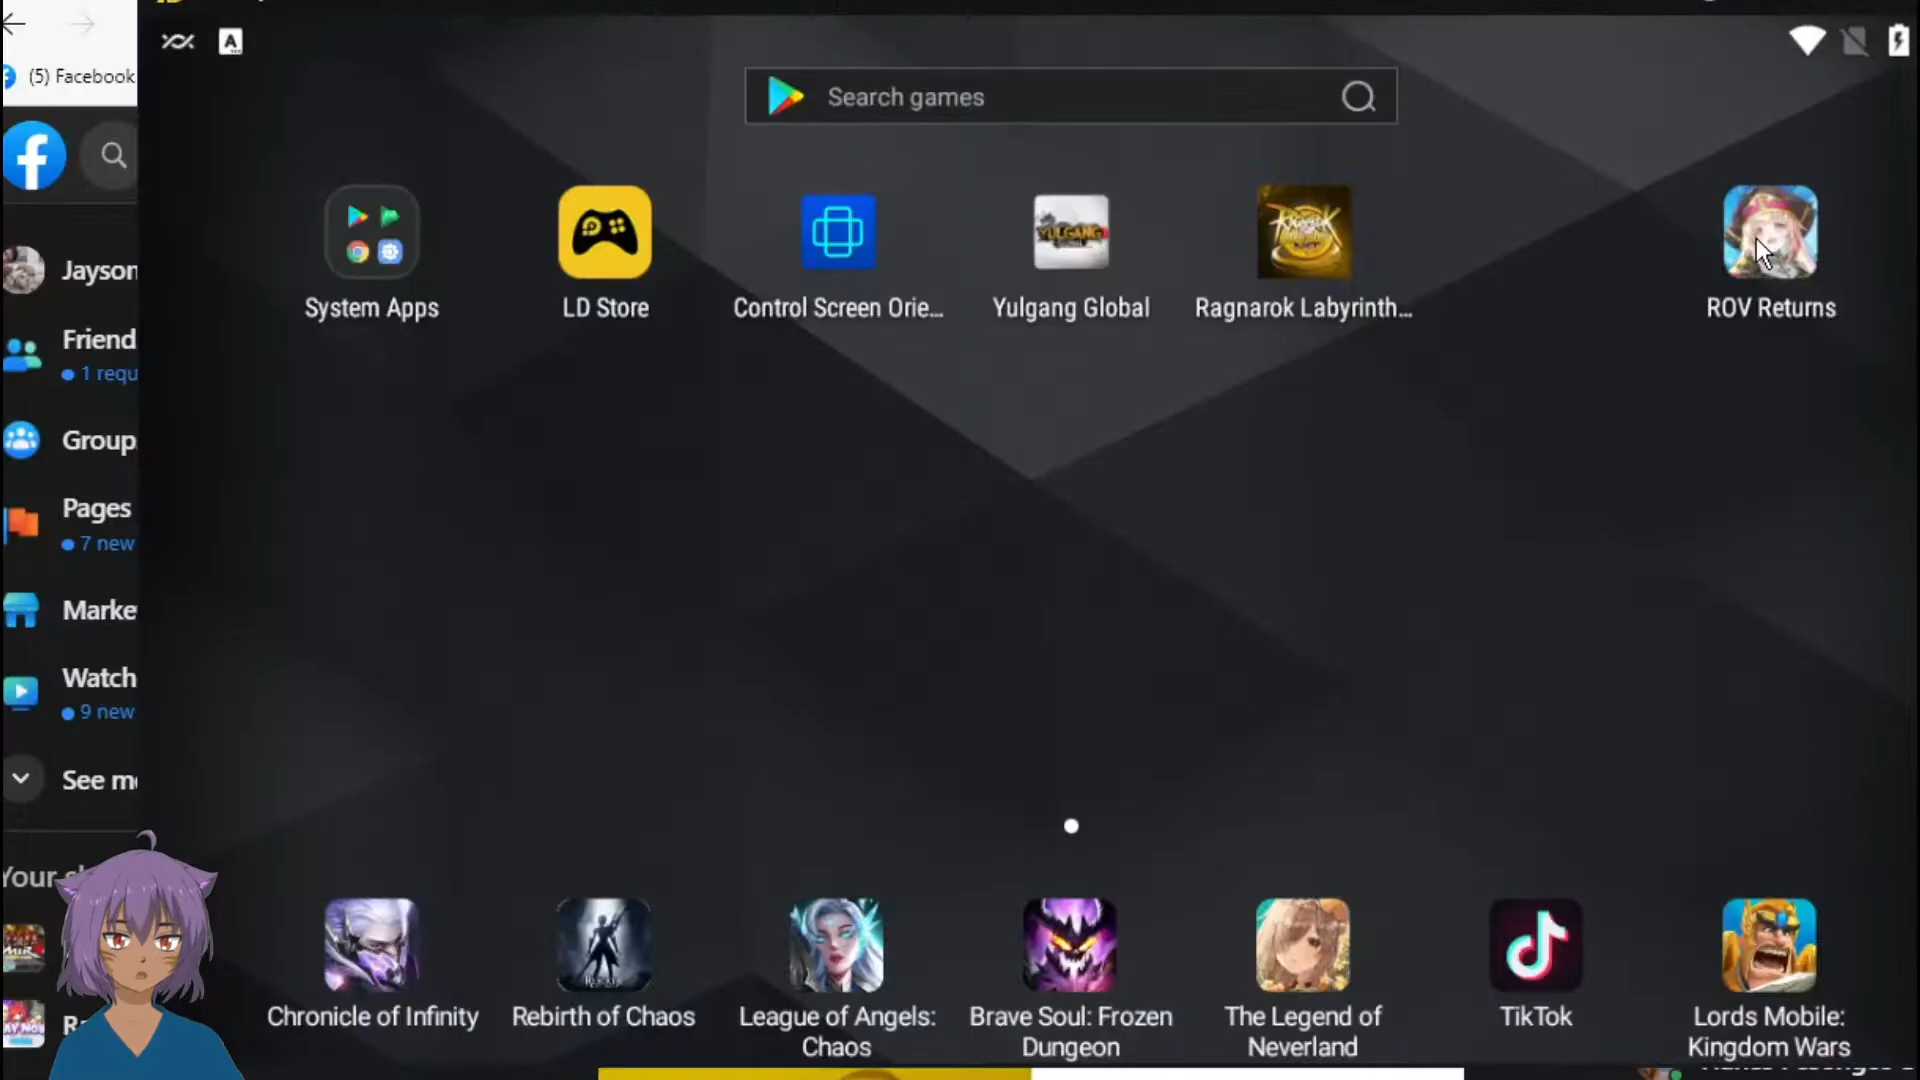 (5) Facebook
Search games
Jayson
System Apps
LD Store
Control Screen Orie...
Yulgang Global
Ragnarok Labyrinth...
ROV Returns
Friend
1 requ
Group
Pages
7 new
Marke
Watch
9 new
See m
Your
Chronicle of Infinity
Rebirth of Chaos
League of Angels:
Chaos
Brave Soul: Frozen
Dungeon
The Legend of
Neverland
TikTok
Lords Mobile:
Kingdom Wars